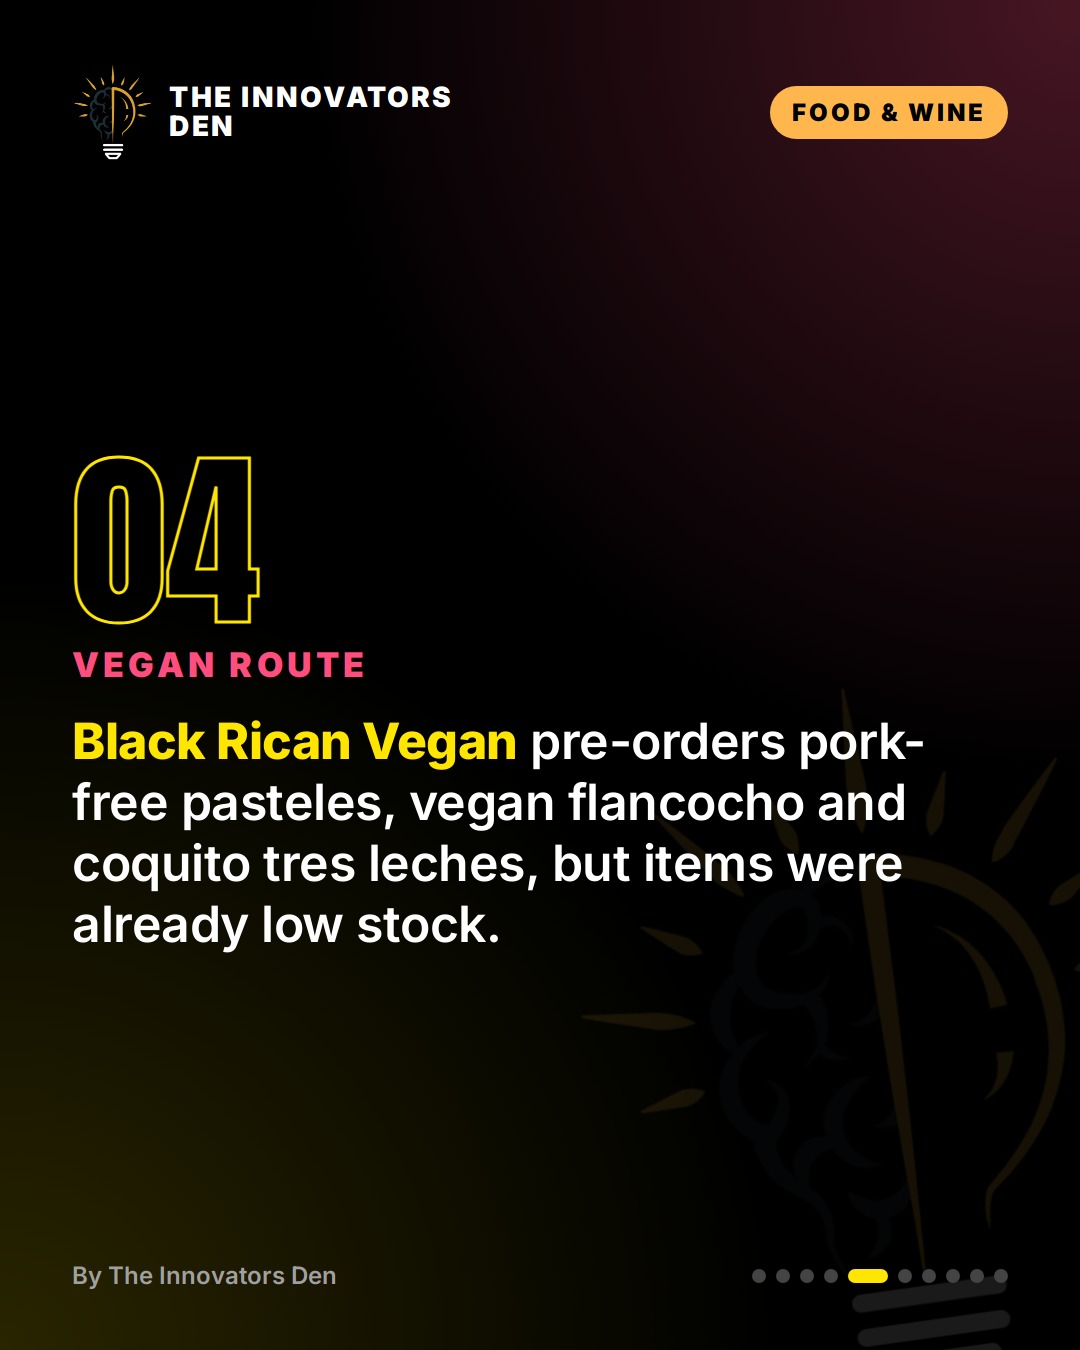 THE INNOVATORS
DEN
FOOD & WINE
04
VEGAN ROUTE
Black Rican Vegan pre-orders pork-
free pasteles, vegan flancocho and
coquito tres leches, but items were
already low stock.
By The Innovators Den